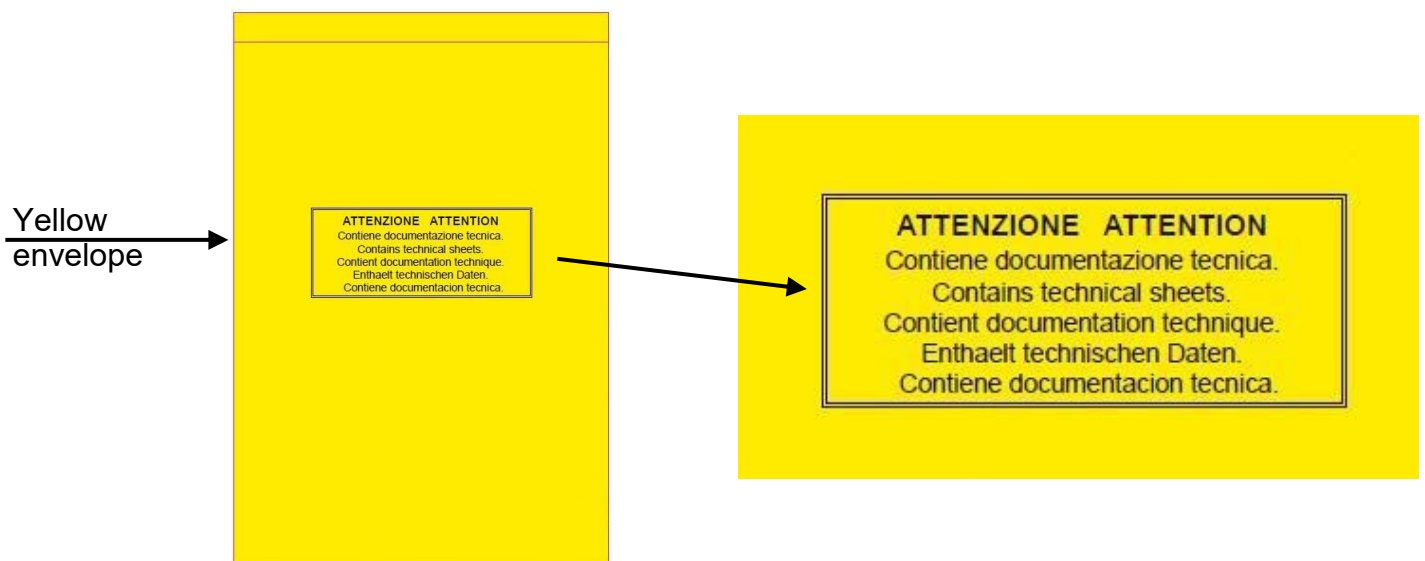 Yellow
envelope
ATTENZIONE ATTENTION
Contiene documentazione tecnica.
Contains technical sheets.
Contient documentation technique.
Enthaelt technischen Daten.
Contiene documentacion tecnica.
ATTENZIONE ATTENTION
Contiene documentazione tecnica.
Contains technical sheets.
Contient documentation technique.
Enthaelt technischen Daten.
Contiene documentacion tecnica.